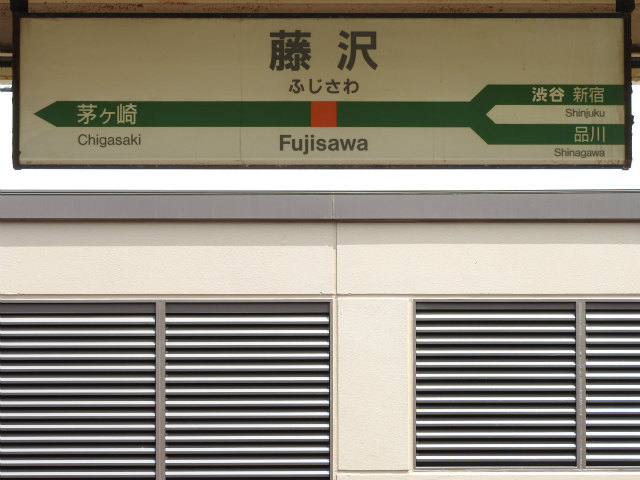 藤沢
ふじさわ
茅ヶ崎
Chigasaki
Fujisawa
渋谷 新宿
Shinjuku
品川
Shinagawa